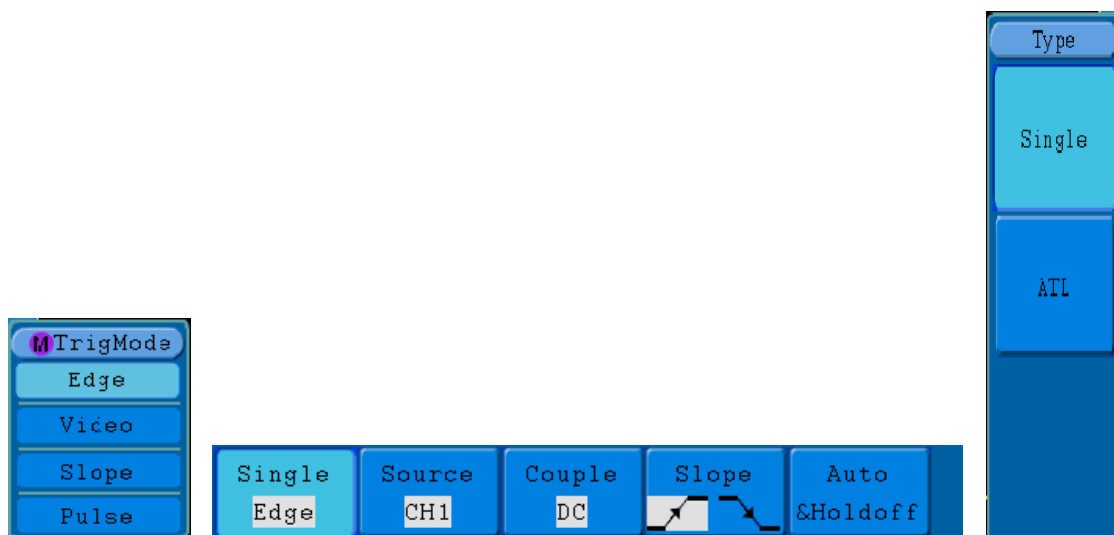 M TrigMode
Edge
Video
Slope
Pulse
Single Source Couple Slope Auto
Edge CH1 DC &Holdoff
Type
Single
ATL